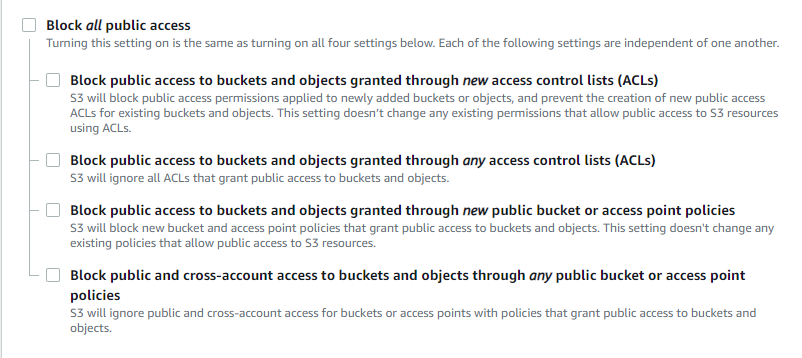 Block all public access
Turning this setting on is the same as turning on all four settings below. Each of the following settings are independent of one another.
Block public access to buckets and objects granted through new access control lists (ACLs)
S3 will block public access permissions applied to newly added buckets or objects, and prevent the creation of new public access
ACLs for existing buckets and objects. This setting doesn't change any existing permissions that allow public access to S3 resources
using ACLs.
Block public access to buckets and objects granted through any access control lists (ACLs)
S3 will ignore all ACLs that grant public access to buckets and objects.
Block public access to buckets and objects granted through new public bucket or access point policies
S3 will block new bucket and access point policies that grant public access to buckets and objects. This setting doesn't change any
existing policies that allow public access to S3 resources.
Block public and cross-account access to buckets and objects through any public bucket or access point
policies
S3 will ignore public and cross-account access for buckets or access points with policies that grant public access to buckets and
objects.